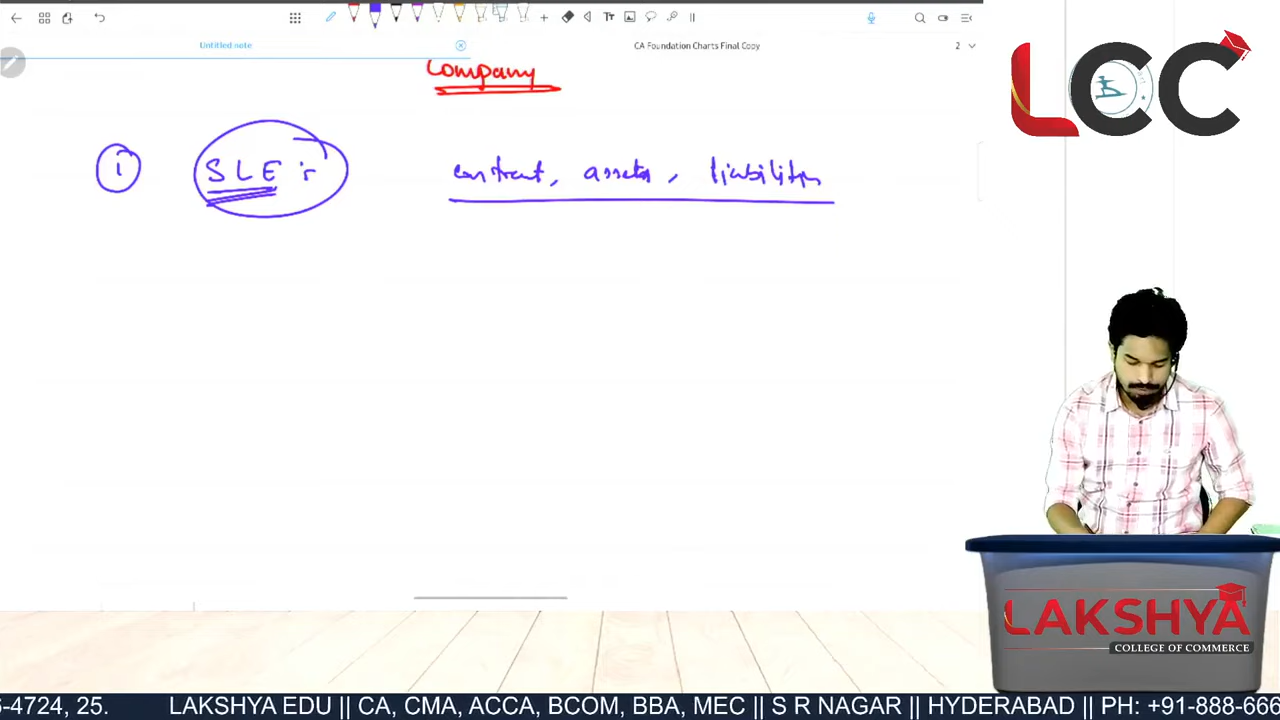 Untitled note
CA Foundation Charts Final Copy
2
Company
LCC
1 SLE :- contract, assets, liabilities
LAKSHYA
COLLEGE OF COMMERCE
-4724, 25. LAKSHYA EDU || CA, CMA, ACCA, BCOM, BBA, MEC || S R NAGAR || HYDERABAD || PH: +91-888-666